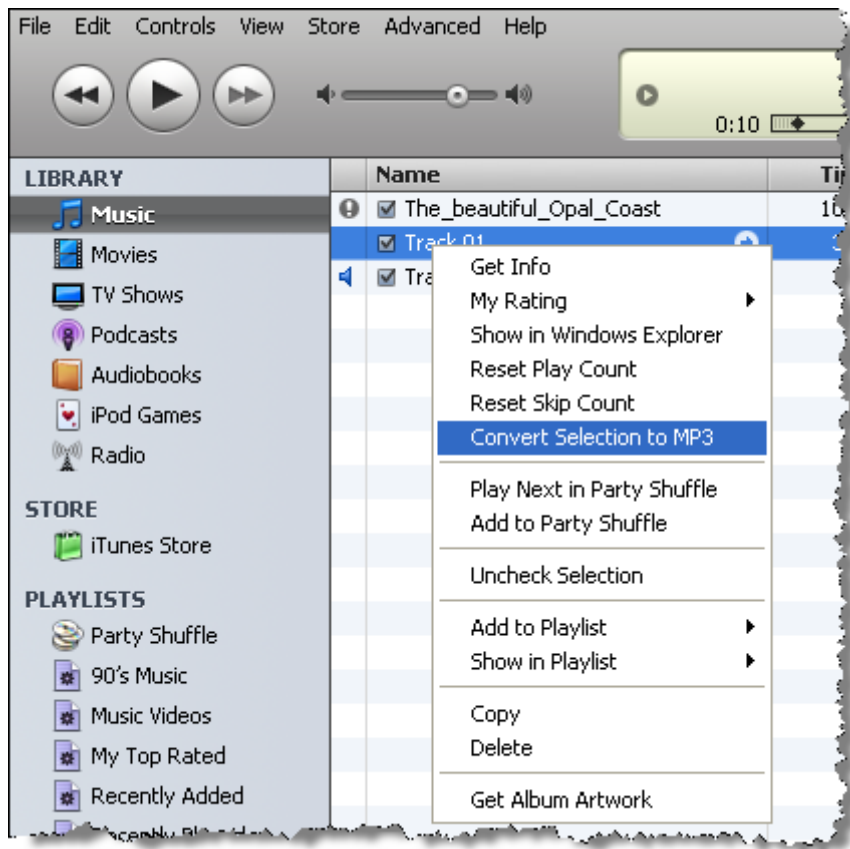 File Edit Controls View Store Advanced Help
0:10
LIBRARY
Music
Movies
TV Shows
Podcasts
Audiobooks
iPod Games
Radio
STORE
iTunes Store
PLAYLISTS
Party Shuffle
90's Music
Music Videos
My Top Rated
Recently Added
Name
The_beautiful_Opal_Coast
Track 01
Get Info
My Rating
Show in Windows Explorer
Reset Play Count
Reset Skip Count
Convert Selection to MP3
Play Next in Party Shuffle
Add to Party Shuffle
Uncheck Selection
Add to Playlist
Show in Playlist
Copy
Delete
Get Album Artwork